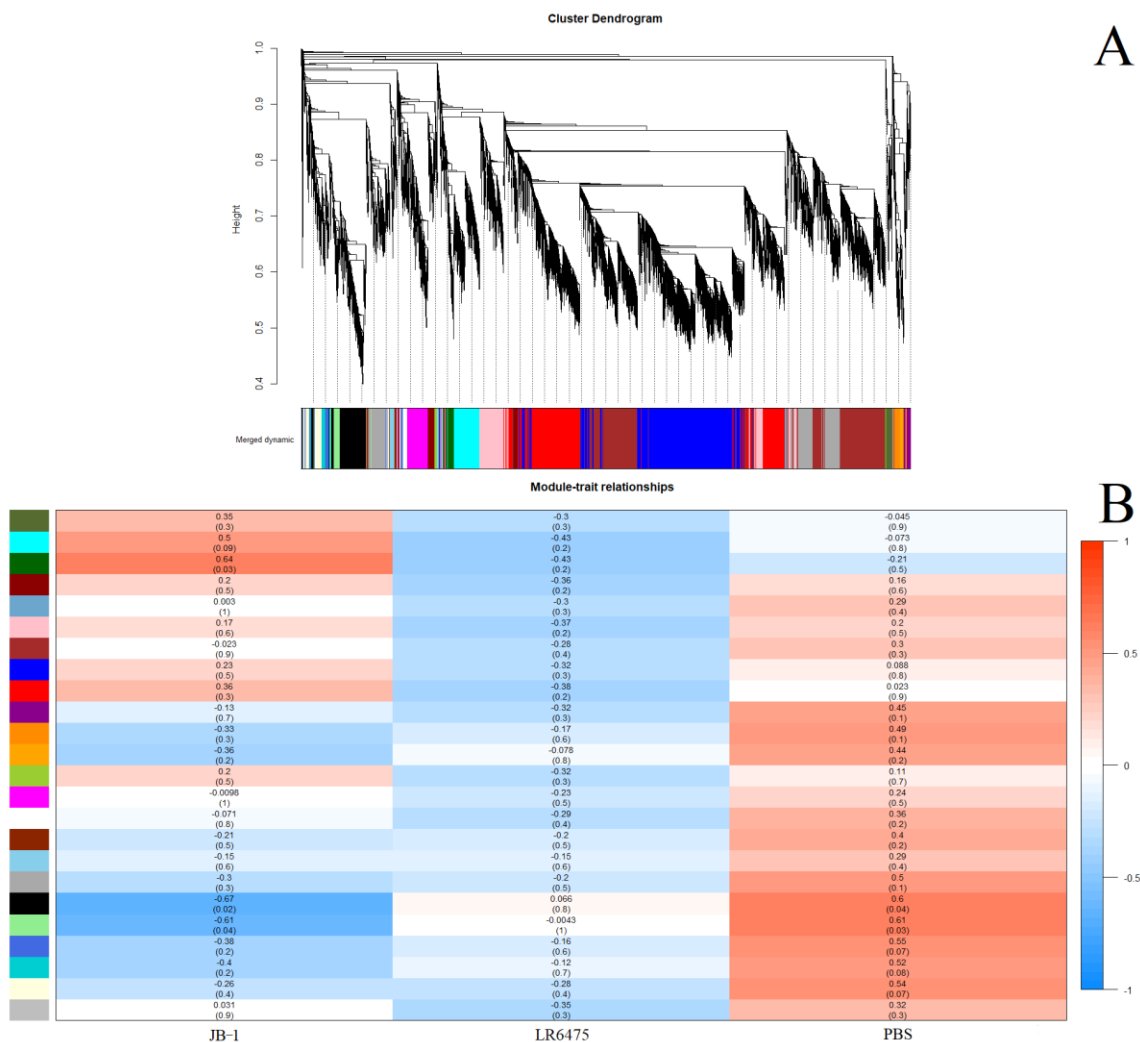 Cluster Dendrogram
A
1.0
0.9
0.8
0.7
0.6
0.5
0.4
Height
Merged dynamic
Module-trait relationships
B
0.35 -0.3 -0.045
(0.3) (0.3) (0.9)
0.5 -0.43 -0.073
(0.09) (0.2) (0.8)
0.64 -0.43 -0.21
(0.03) (0.2) (0.5)
0.2 -0.36 0.16
(0.5) (0.2) (0.6)
0.003 -0.3 0.29
(1) (0.3) (0.4)
0.17 -0.37 0.2
(0.6) (0.2) (0.5)
-0.023 -0.28 0.3
(0.9) (0.4) (0.3)
0.23 -0.32 0.088
(0.5) (0.3) (0.8)
0.36 -0.38 0.023
(0.3) (0.2) (0.9)
-0.13 -0.32 0.45
(0.7) (0.3) (0.1)
-0.33 -0.17 0.49
(0.3) (0.6) (0.1)
-0.36 -0.078 0.44
(0.2) (0.8) (0.2)
0.2 -0.32 0.11
(0.5) (0.3) (0.7)
-0.0098 -0.23 0.24
(1) (0.5) (0.5)
-0.071 -0.29 0.36
(0.8) (0.4) (0.2)
-0.21 -0.2 0.4
(0.5) (0.5) (0.2)
-0.15 -0.15 0.29
(0.6) (0.6) (0.4)
-0.3 -0.2 0.5
(0.3) (0.5) (0.1)
-0.67 0.066 0.6
(0.02) (0.8) (0.04)
-0.61 -0.0043 0.61
(0.04) (1) (0.03)
-0.38 -0.16 0.55
(0.2) (0.6) (0.07)
-0.4 -0.12 0.52
(0.2) (0.7) (0.08)
-0.26 -0.28 0.54
(0.4) (0.4) (0.07)
0.031 -0.35 0.32
(0.9) (0.3) (0.3)
1
0.5
0
-0.5
-1
JB-1 LR6475 PBS